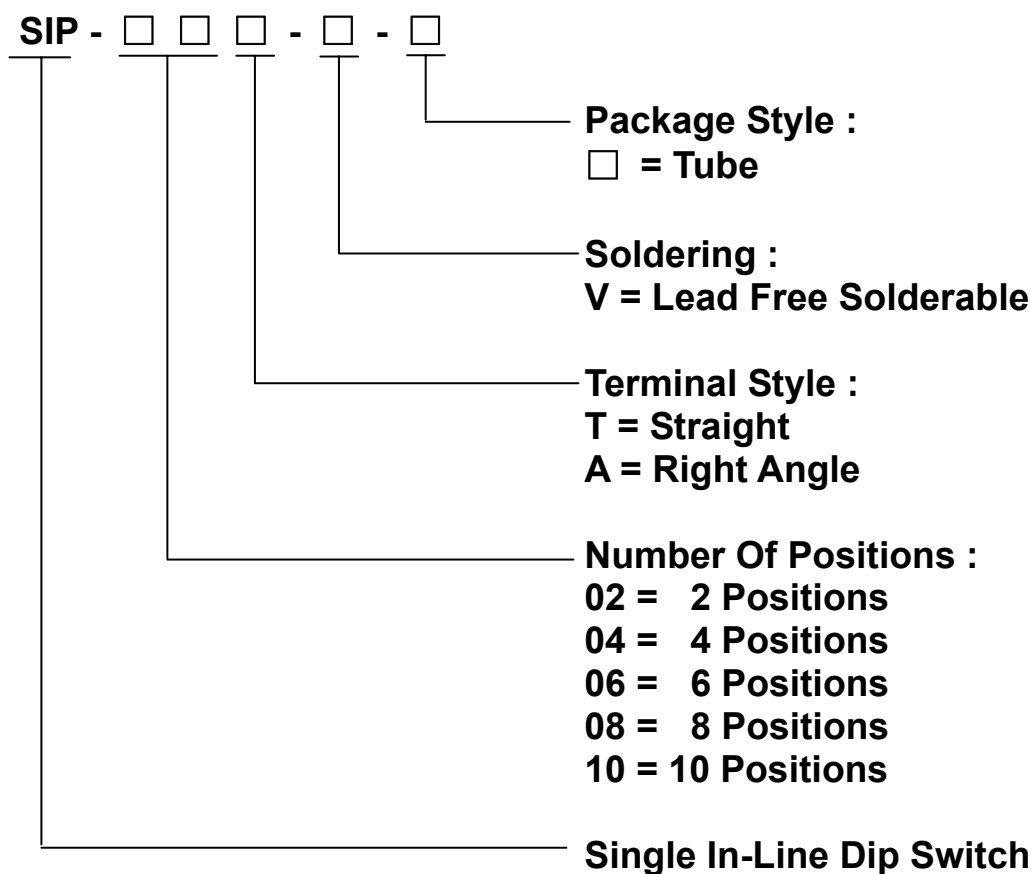 SIP - □ □ □ - □ - □
Package Style :
□ = Tube
Soldering :
V = Lead Free Solderable
Terminal Style :
T = Straight
A = Right Angle
Number Of Positions :
02 = 2 Positions
04 = 4 Positions
06 = 6 Positions
08 = 8 Positions
10 = 10 Positions
Single In-Line Dip Switch